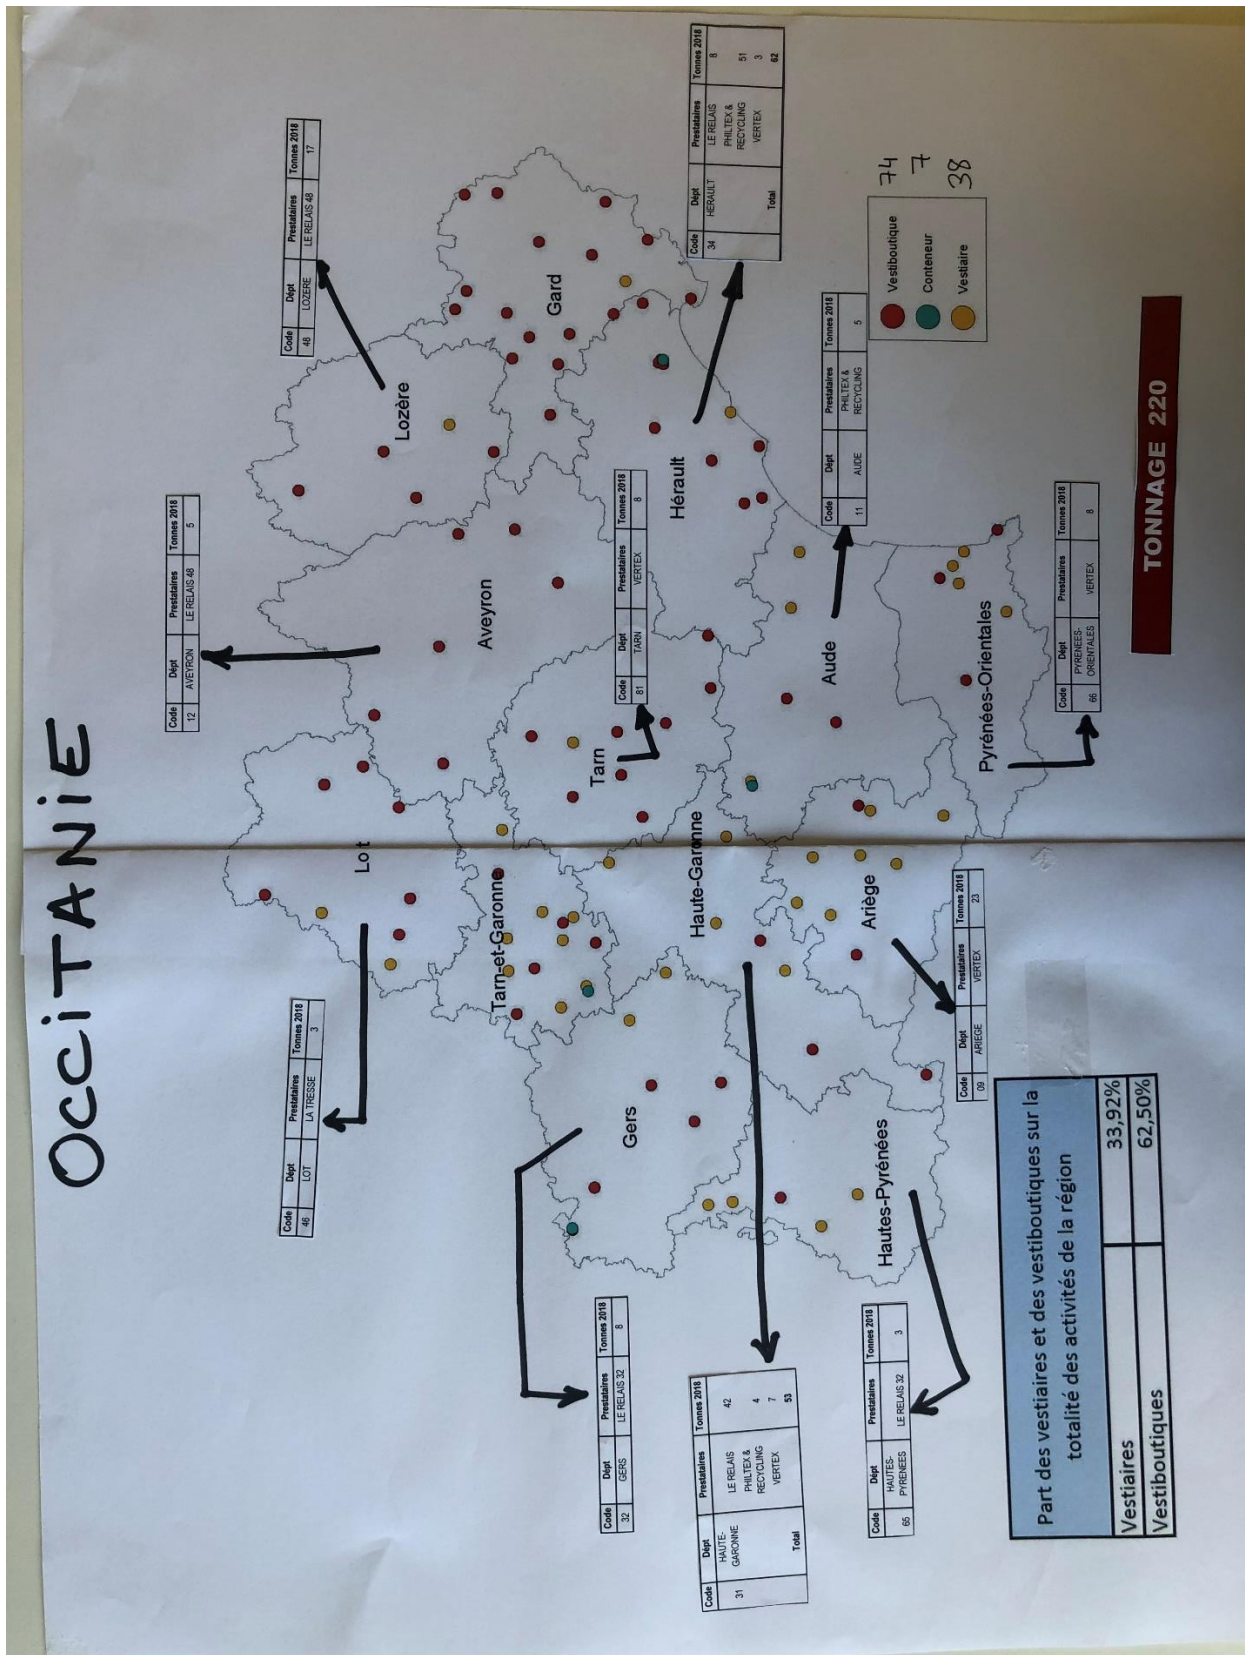 OCCiTANiE
Code Dépt Prestataires Tonnes 2018
46 LOT LA TRESSE 3
Code Dépt Prestataires Tonnes 2018
12 AVEYRON LE RELAIS 48 5
Code Dépt Prestataires Tonnes 2018
48 LOZERE LE RELAIS 48 17
Lot
Lozère
Aveyron
Tarn-et-Garonne
Gard
Code Dépt Prestataires Tonnes 2018
32 GERS LE RELAIS 32 8
Gers
Tarn
Code Dépt Prestataires Tonnes 2018
81 TARN VERTEX 8
Hérault
Haute-Garonne
Code Dépt Prestataires Tonnes 2018
34 HERAULT LE RELAIS 8
PHILTEX &
RECYCLING 51
VERTEX 3
Total 62
Code Dépt Prestataires Tonnes 2018
31 HAUTE-
GARONNE
LE RELAIS 42
PHILTEX &
RECYCLING 4
VERTEX 7
Total 53
Aude
Code Dépt Prestataires Tonnes 2018
11 AUDE PHILTEX &
RECYCLING 5
Ariège
Hautes-Pyrénées
Code Dépt Prestataires Tonnes 2018
65 HAUTES-
PYRENEES LE RELAIS 32 3
Vestiboutique 74
Conteneur 7
Vestiaire 38
Code Dépt Prestataires Tonnes 2018
09 ARIEGE VERTEX 23
Pyrénées-Orientales
Code Dépt Prestataires Tonnes 2018
66 PYRENEES-
ORIENTALES VERTEX 8
Part des vestiaires et des vestiboutiques sur la
totalité des activités de la région
Vestiaires 33,92%
Vestiboutiques 62,50%
TONNAGE 220